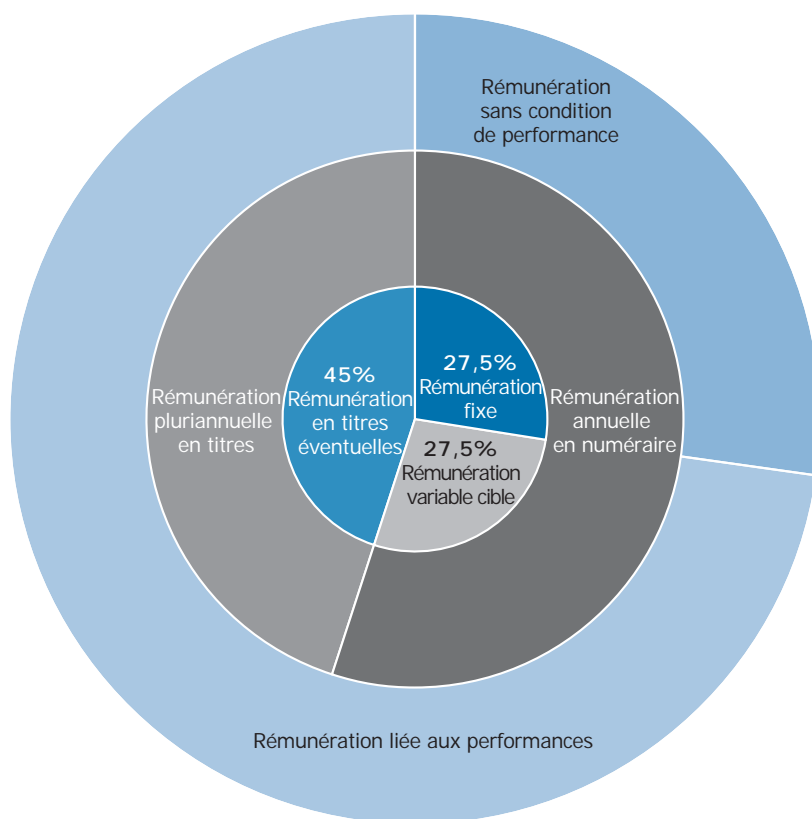 Rémunération
sans condition
de performance
45%
Rémunération
en titres
éventuelles
27,5%
Rémunération
fixe
Rémunération
pluriannuelle
en titres
Rémunération
annuelle
en numéraire
27,5%
Rémunération
variable cible
Rémunération liée aux performances